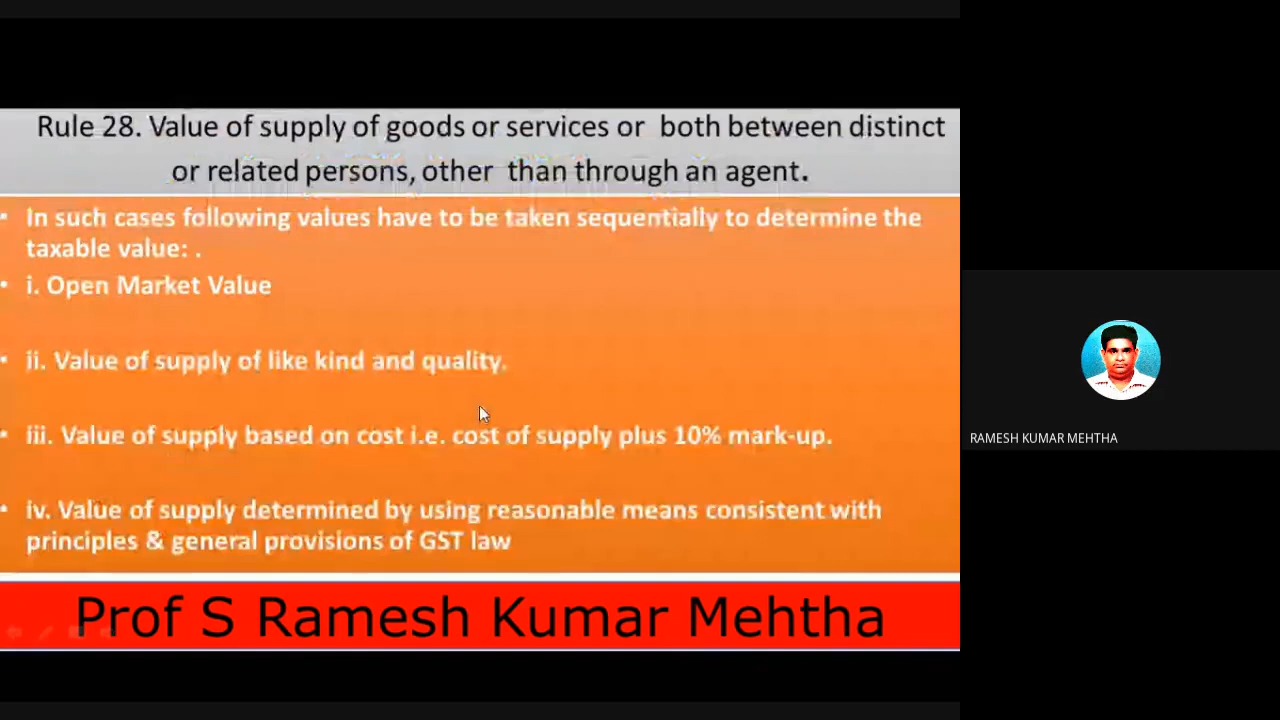 Rule 28. Value of supply of goods or services or both between distinct
or related persons, other than through an agent.
• In such cases following values have to be taken sequentially to determine the
taxable value: .
• i. Open Market Value
• ii. Value of supply of like kind and quality.
• iii. Value of supply based on cost i.e. cost of supply plus 10% mark-up.
• iv. Value of supply determined by using reasonable means consistent with
principles & general provisions of GST law
Prof S Ramesh Kumar Mehtha
RAMESH KUMAR MEHTHA